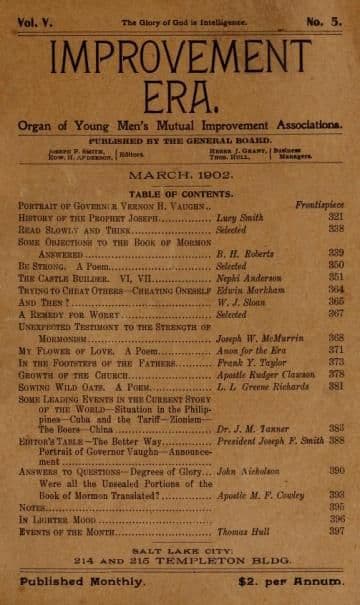 Vol. V. The Glory of God is Intelligence. No. 5.
IMPROVEMENT
ERA.
Organ of Young Men's Mutual Improvement Associations.
PUBLISHED BY THE GENERAL BOARD.
JOSEPH F. SMITH, } Editors. HEBER J. GRANT, } Business
EDW. H. ANDERSON, THOS. HULL, Managers.
MARCH, 1902.
TABLE OF CONTENTS.
PORTRAIT OF GOVERNOR VERNON H. VAUGHN.. Frontispiece
HISTORY OF THE PROPHET JOSEPH............... Lucy Smith 321
READ SLOWLY AND THINK............... Selected 338
SOME OBJECTIONS TO THE BOOK OF MORMON
ANSWERED............... B. H. Roberts 339
BE STRONG. A Poem............... Selected 350
THE CASTLE BUILDER. VI, VII............... Nephi Anderson 351
TRYING TO CHEAT OTHERS—CHEATING ONESELF Edwin Markham 364
AND THEN?............... W. J. Sloan 365
A REMEDY FOR WORRY............... Selected 367
UNEXPECTED TESTIMONY TO THE STRENGTH OF
MORMONISM............... Joseph W. McMurrin 368
MY FLOWER OF LOVE. A Poem............... Anon for the Era 371
IN THE FOOTSTEPS OF THE FATHERS............... Frank Y. Taylor 373
GROWTH OF THE CHURCH............... Apostle Rudger Clawson 378
SOWING WILD OATS. A POEM............... L. L Greene Richards 381
SOME LEADING EVENTS IN THE CURRENT STORY
OF THE WORLD—Situation in the Philip-
pines—Cuba and the Tariff—Zionism—
The Boers—China............... Dr. J. M. Tanner 383
EDITOR'S TABLE—The Better Way............... President Joseph F. Smith 388
Portrait of Governor Vaughn—Announce-
ment...............
ANSWERS TO QUESTIONS—Degrees of Glory... John Nicholson 390
Were all the Unsealed Portions of the
Book of Mormon Translated?............... Apostle M. F. Cowley 393
NOTES............... 395
IN LIGHTER MOOD............... 396
EVENTS OF THE MONTH............... Thomas Hull 397
SALT LAKE CITY:
214 AND 215 TEMPLETON BLDG.
Published Monthly. $2. per Annum.